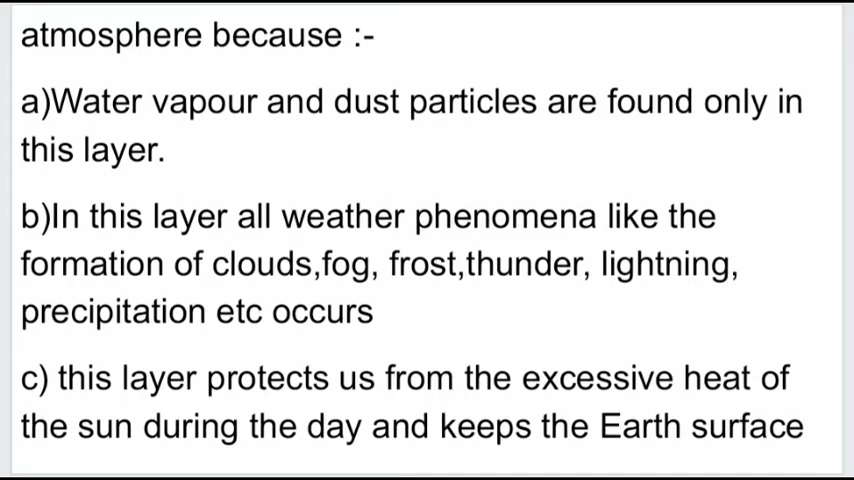 atmosphere because :-
a)Water vapour and dust particles are found only in
this layer.
b)In this layer all weather phenomena like the
formation of clouds,fog, frost,thunder, lightning,
precipitation etc occurs
c) this layer protects us from the excessive heat of
the sun during the day and keeps the Earth surface